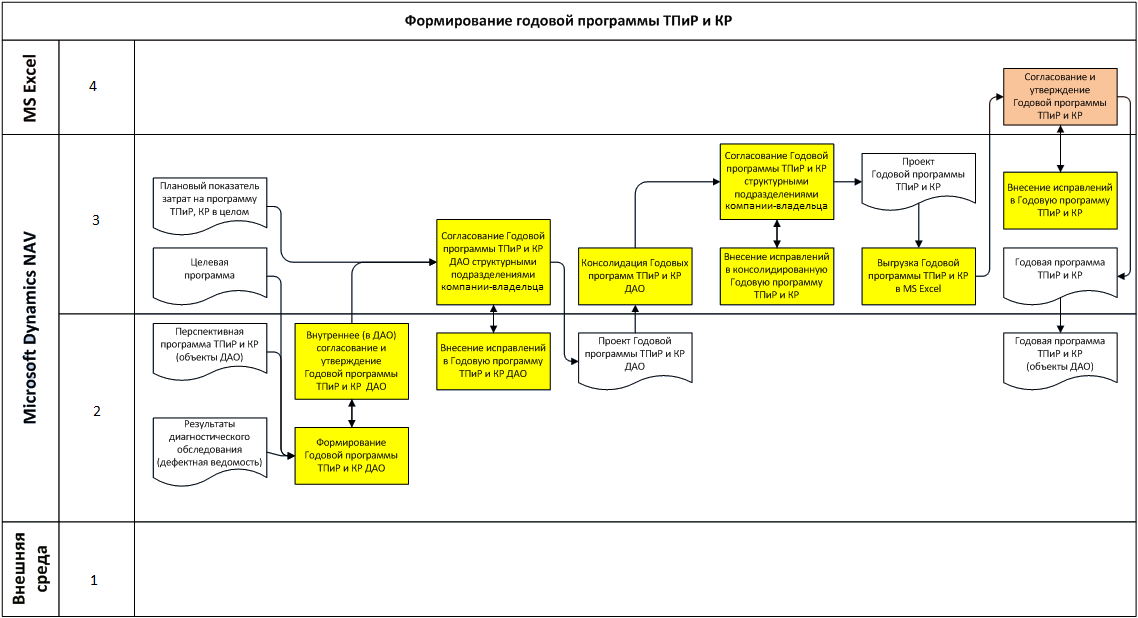 Формирование годовой программы ТПиР и КР
MS Excel
4
Согласование и
утверждение
Годовой программы
ТПиР и КР
Microsoft Dynamics NAV
3
Плановый показатель
затрат на программу
ТПиР, КР в целом
Целевая
программа
Согласование Годовой
программы ТПиР и КР
ДАО структурными
подразделениями
компании-владельца
Консолидация Годовых
программ ТПиР и КР
ДАО
Согласование Годовой
программы ТПиР и КР
структурными
подразделениями
компании-владельца
Внесение исправлений
в консолидированную
Годовую программу
ТПиР и КР
Проект
Годовой программы
ТПиР и КР
Выгрузка Годовой
программы ТПиР и КР
в MS Excel
Внесение исправлений
в Годовую программу
ТПиР и КР
Годовая программа
ТПиР и КР
2
Перспективная
программа ТПиР и КР
(объекты ДАО)
Результаты
диагностического
обследования
(дефектная ведомость)
Внутреннее (в ДАО)
согласование и
утверждение
Годовой программы
ТПиР и КР ДАО
Формирование
Годовой программы
ТПиР и КР ДАО
Внесение исправлений
в Годовую программу
ТПиР и КР ДАО
Проект Годовой
программы ТПиР и КР
ДАО
Годовая программа
ТПиР и КР
(объекты ДАО)
Внешняя
среда
1